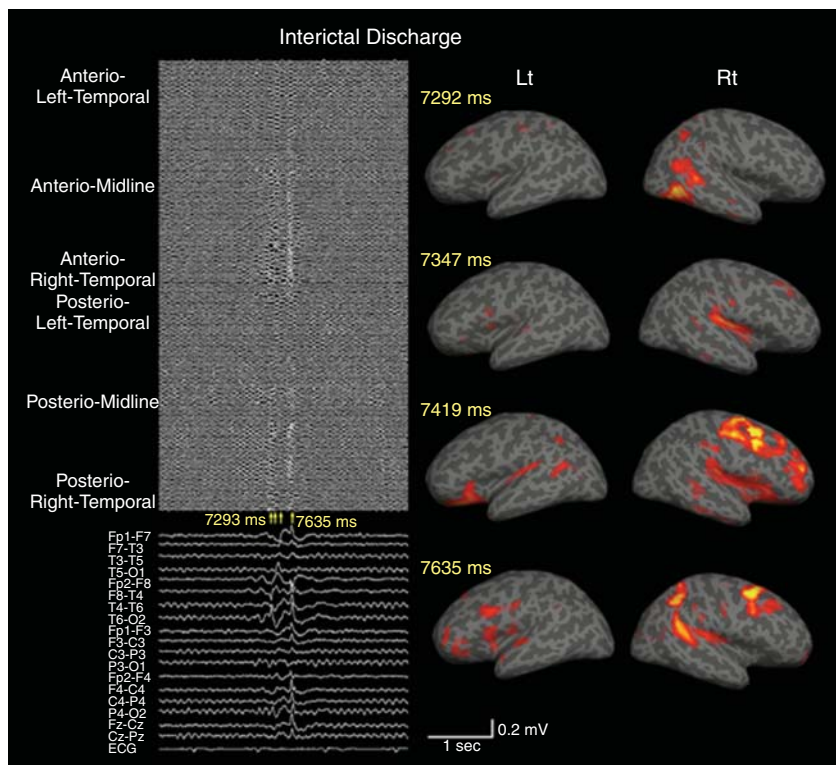 Interictal Discharge
Anterio-
Left-Temporal
Anterio-Midline
Anterio-
Right-Temporal
Posterio-
Left-Temporal
Posterio-Midline
Posterio-
Right-Temporal
7293 ms
7635 ms
Fp1-F7
F7-T3
T3-T5
T5-O1
Fp2-F8
F8-T4
T4-T6
T6-O2
Fp1-F3
F3-C3
C3-P3
P3-O1
Fp2-F4
F4-C4
C4-P4
P4-O2
Fz-Cz
Cz-Pz
ECG
Lt
Rt
7292 ms
7347 ms
7419 ms
7635 ms
0.2 mV
1 sec